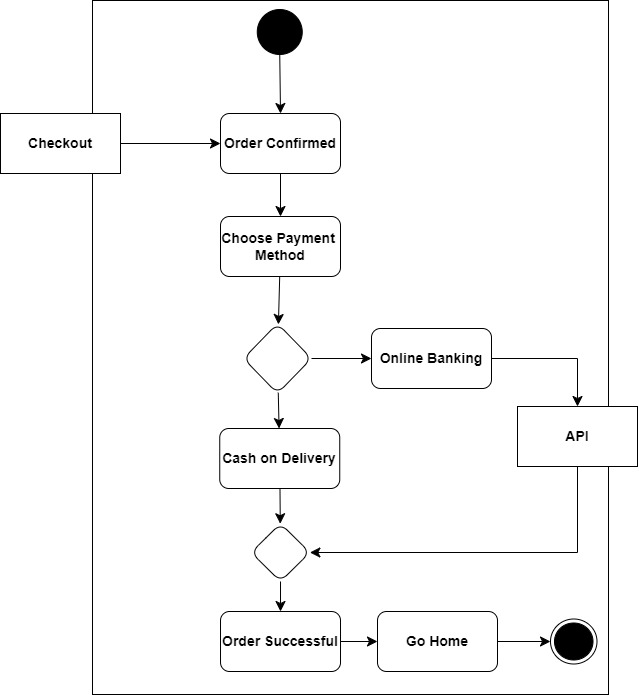 Checkout
Order Confirmed
Choose Payment
Method
Online Banking
API
Cash on Delivery
Order Successful
Go Home